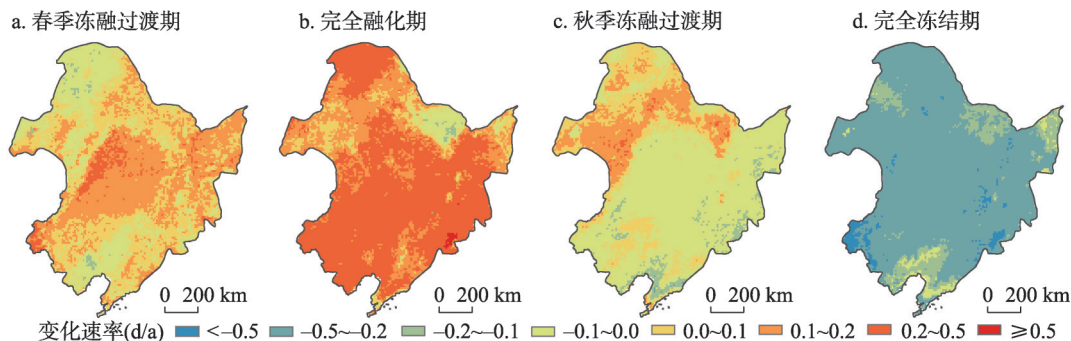 a. 春季冻融过渡期 b. 完全融化期 c. 秋季冻融过渡期 d. 完全冻结期
0 200 km 0 200 km 0 200 km 0 200 km
变化速率(d/a) <−0.5 −0.5~−0.2 −0.2~−0.1 −0.1~0.0 0.0~0.1 0.1~0.2 0.2~0.5 ≥0.5